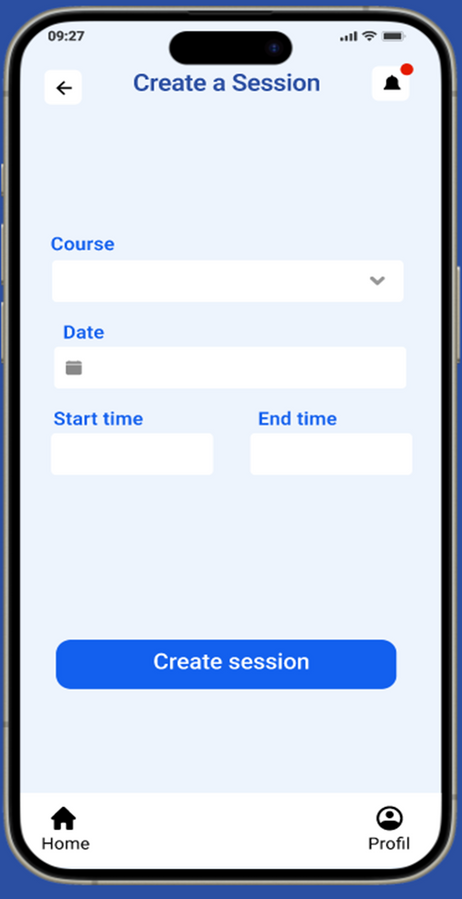 09:27
Create a Session
Course
Date
Start time End time
Create session
Home Profil